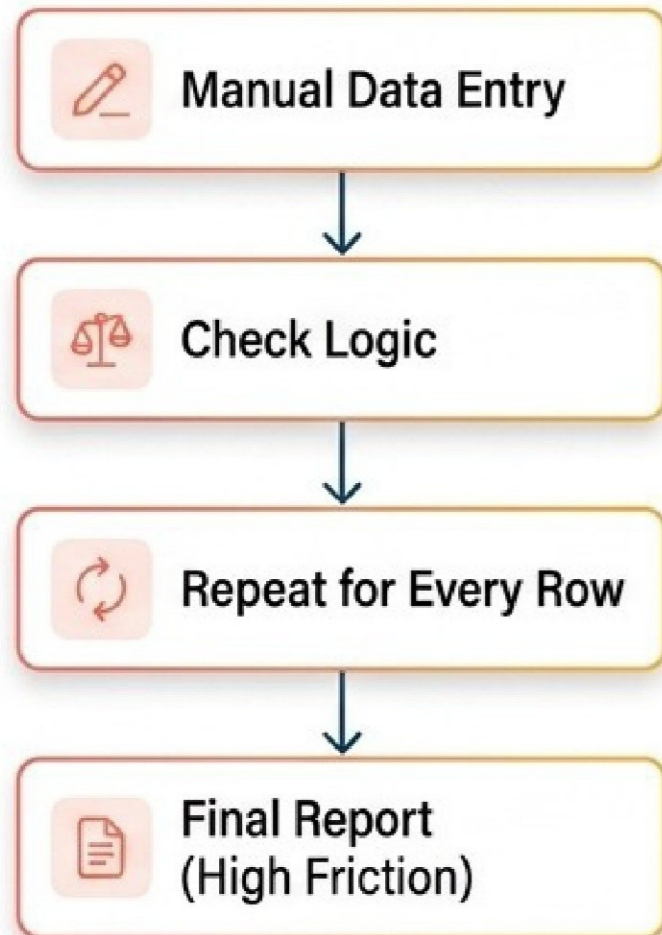 Manual Data Entry
Check Logic
Repeat for Every Row
Final Report
(High Friction)